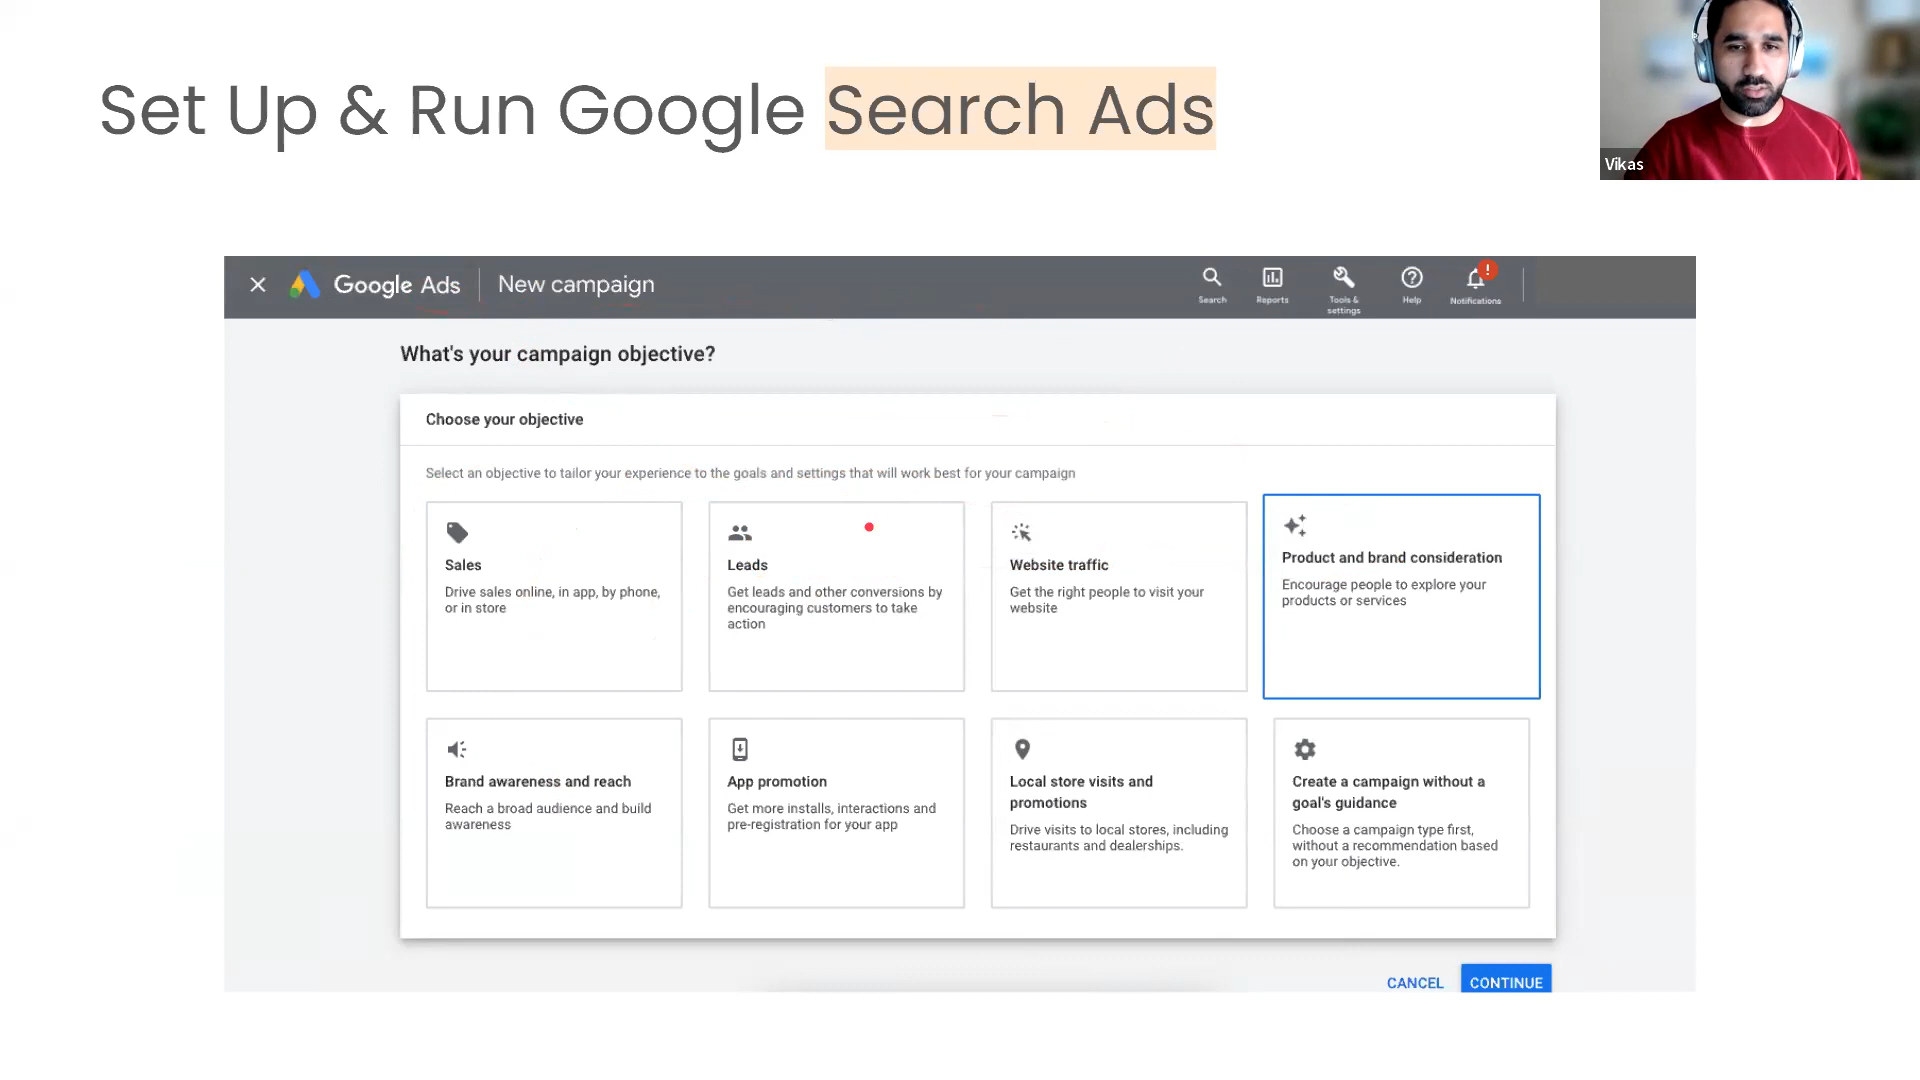 Set Up & Run Google Search Ads
Vikas
Google Ads
New campaign
Search
Reports
Tools &
settings
Help
!
Notifications
What's your campaign objective?
Choose your objective
Select an objective to tailor your experience to the goals and settings that will work best for your campaign
Sales
Drive sales online, in app, by phone,
or in store
Leads
Get leads and other conversions by
encouraging customers to take
action
Website traffic
Get the right people to visit your
website
Product and brand consideration
Encourage people to explore your
products or services
Brand awareness and reach
Reach a broad audience and build
awareness
App promotion
Get more installs, interactions and
pre-registration for your app
Local store visits and
promotions
Drive visits to local stores, including
restaurants and dealerships.
Create a campaign without a
goal's guidance
Choose a campaign type first,
without a recommendation based
on your objective.
CANCEL
CONTINUE